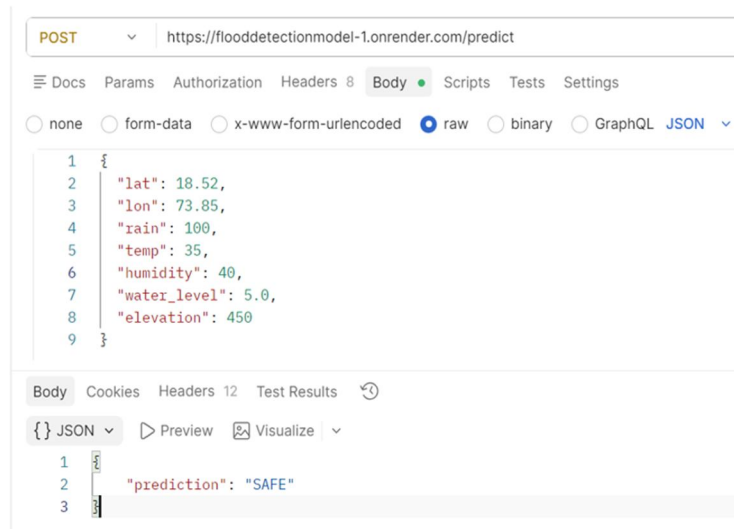 POST https://flooddetectionmodel-1.onrender.com/predict
Docs Params Authorization Headers 8 Body Scripts Tests Settings
none form-data x-www-form-urlencoded raw binary GraphQL JSON
1 {
2 "lat": 18.52,
3 "lon": 73.85,
4 "rain": 100,
5 "temp": 35,
6 "humidity": 40,
7 "water_level": 5.0,
8 "elevation": 450
9 }
Body Cookies Headers 12 Test Results
{} JSON Preview Visualize
1 {
2 "prediction": "SAFE"
3 }